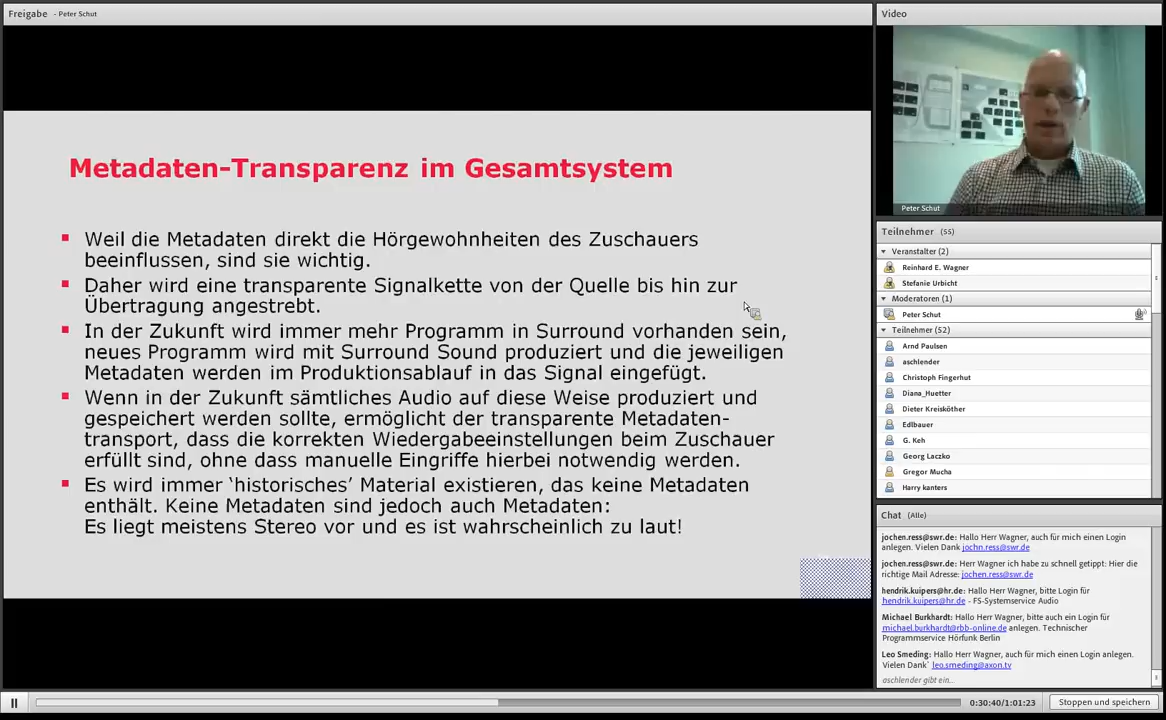 Freigabe - Peter Schut
Metadaten-Transparenz im Gesamtsystem
Weil die Metadaten direkt die Hörgewohnheiten des Zuschauers
beeinflussen, sind sie wichtig.
Daher wird eine transparente Signalkette von der Quelle bis hin zur
Übertragung angestrebt.
In der Zukunft wird immer mehr Programm in Surround vorhanden sein,
neues Programm wird mit Surround Sound produziert und die jeweiligen
Metadaten werden im Produktionsablauf in das Signal eingefügt.
Wenn in der Zukunft sämtliches Audio auf diese Weise produziert und
gespeichert werden sollte, ermöglicht der transparente Metadaten-
transport, dass die korrekten Wiedergabeeinstellungen beim Zuschauer
erfüllt sind, ohne dass manuelle Eingriffe hierbei notwendig werden.
Es wird immer ‘historisches’ Material existieren, das keine Metadaten
enthält. Keine Metadaten sind jedoch auch Metadaten:
Es liegt meistens Stereo vor und es ist wahrscheinlich zu laut!
Video
Peter Schut
Teilnehmer (55)
Veranstalter (2)
Reinhard E. Wagner
Stefanie Urbicht
Moderatoren (1)
Peter Schut
Teilnehmer (52)
Arnd Paulsen
aschlender
Christoph Fingerhut
Diana_Huetter
Dieter Kreisköther
Edlbauer
G. Keh
Georg Laczko
Gregor Mucha
Harry kanters
Chat (Alle)
jochen.ress@swr.de: Hallo Herr Wagner, auch für mich einen Login
anlegen. Vielen Dank jochn.ress@swr.de
jochen.ress@swr.de: Herr Wagner ich habe zu schnell getippt: Hier die
richtige Mail Adresse: jochen.ress@swr.de
hendrik.kuipers@hr.de: Hallo Herr Wagner, bitte Login für
hendrik.kuipers@hr.de - FS-Systemservice Audio
Michael Burkhardt: Hallo Herr Wagner, bitte auch ein Login für
michael.burkhardt@rbb-online.de anlegen. Technischer
Programmservice Hörfunk Berlin
Leo Smeding: Hallo Herr Wagner, auch für mich einen Login anlegen.
Vielen Dank` leo.smeding@axon.tv
aschlender gibt ein...
0:30:40/1:01:23
Stoppen und speichern